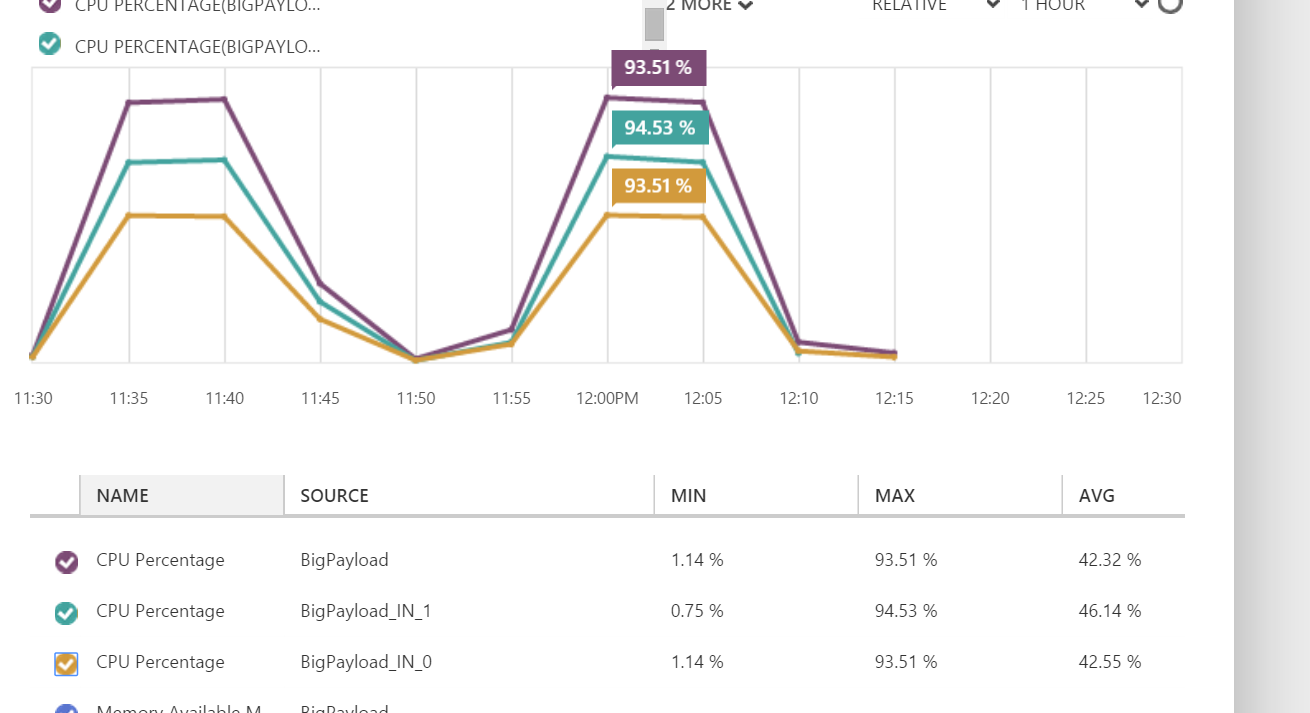 CPU PERCENTAGE(BIGPAYLO...
2 MORE
RELATIVE
1 HOUR
CPU PERCENTAGE(BIGPAYLO...
93.51 %
94.53 %
93.51 %
11:30 11:35 11:40 11:45 11:50 11:55 12:00PM 12:05 12:10 12:15 12:20 12:25 12:30
NAME SOURCE MIN MAX AVG
CPU Percentage BigPayload 1.14 % 93.51 % 42.32 %
CPU Percentage BigPayload_IN_1 0.75 % 94.53 % 46.14 %
CPU Percentage BigPayload_IN_0 1.14 % 93.51 % 42.55 %
Memory Available M... BigPayload